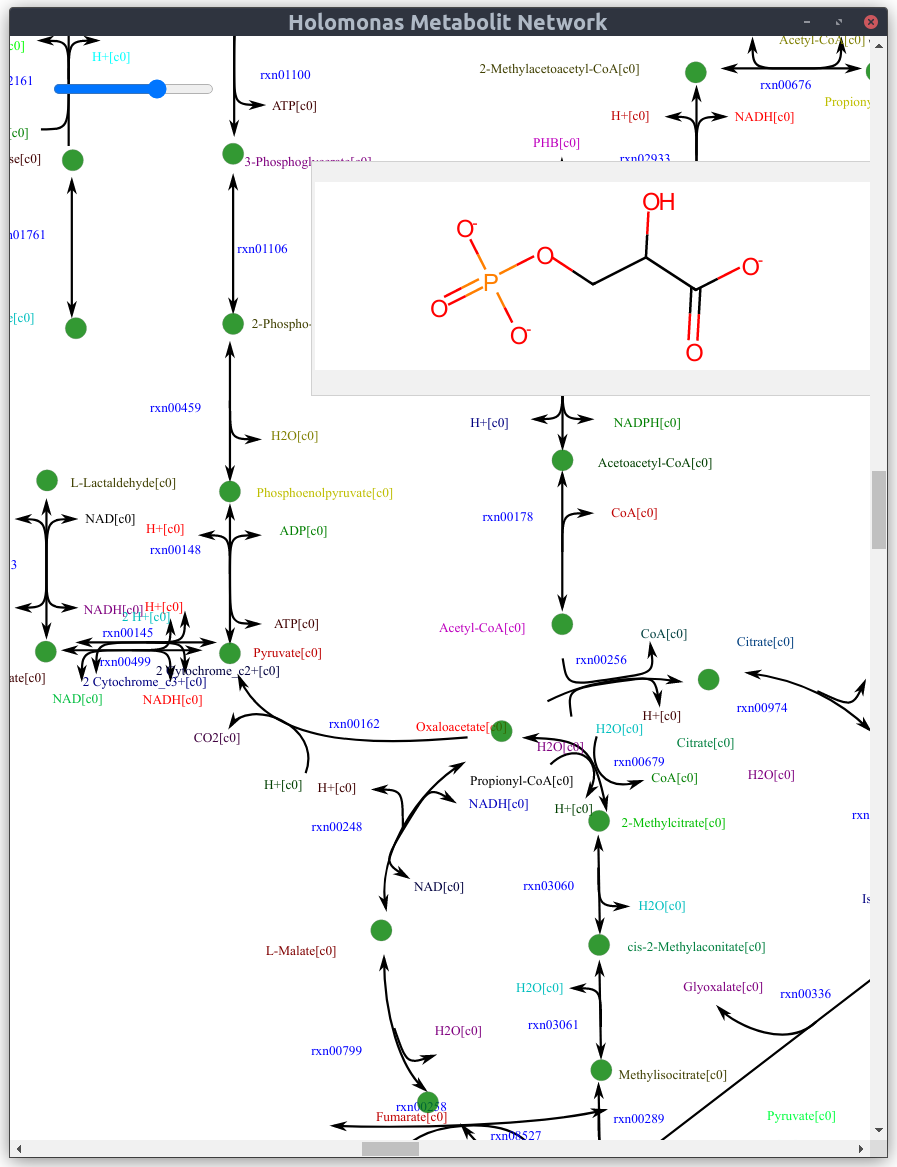 Holomonas Metabolit Network
c0]
H+[c0]
2161
rxn01100
ATP[c0]
[c0]
se[c0]
3-Phosphoglycerate[c0]
n01761
rxn01106
e[c0]
2-Phospho-
2-Methylacetoacetyl-CoA[c0]
Acetyl-CoA[c0]
rxn00676
Propiony
H+[c0]
NADH[c0]
PHB[c0]
rxn02933
OH
O-
O
O-
P
O
O-
O
rxn00459
H2O[c0]
H+[c0]
NADPH[c0]
Acetoacetyl-CoA[c0]
L-Lactaldehyde[c0]
Phosphoenolpyruvate[c0]
NAD[c0]
H+[c0]
ADP[c0]
rxn00178
CoA[c0]
rxn00148
3
NADH[c0]
H+[c0]
2 H+[c0]
ATP[c0]
Acetyl-CoA[c0]
CoA[c0]
rxn00145
Citrate[c0]
Pyruvate[c0]
rxn00499
rxn00256
2 Cytochrome_c2+[c0]
ate[c0]
2 Cytochrome_c3+[c0]
NAD[c0]
NADH[c0]
rxn00974
H+[c0]
rxn00162
Oxaloacetate[c0]
H2O[c0]
CO2[c0]
H2O[c0]
Citrate[c0]
rxn00679
H+[c0]
H+[c0]
Propionyl-CoA[c0]
CoA[c0]
H2O[c0]
NADH[c0]
H+[c0]
rxn
rxn00248
2-Methylcitrate[c0]
NAD[c0]
rxn03060
Is
H2O[c0]
L-Malate[c0]
cis-2-Methylaconitate[c0]
H2O[c0]
Glyoxalate[c0]
rxn00336
H2O[c0]
rxn03061
rxn00799
Methylisocitrate[c0]
rxn00258
Fumarate[c0]
rxn00289
Pyruvate[c0]
rxn08527